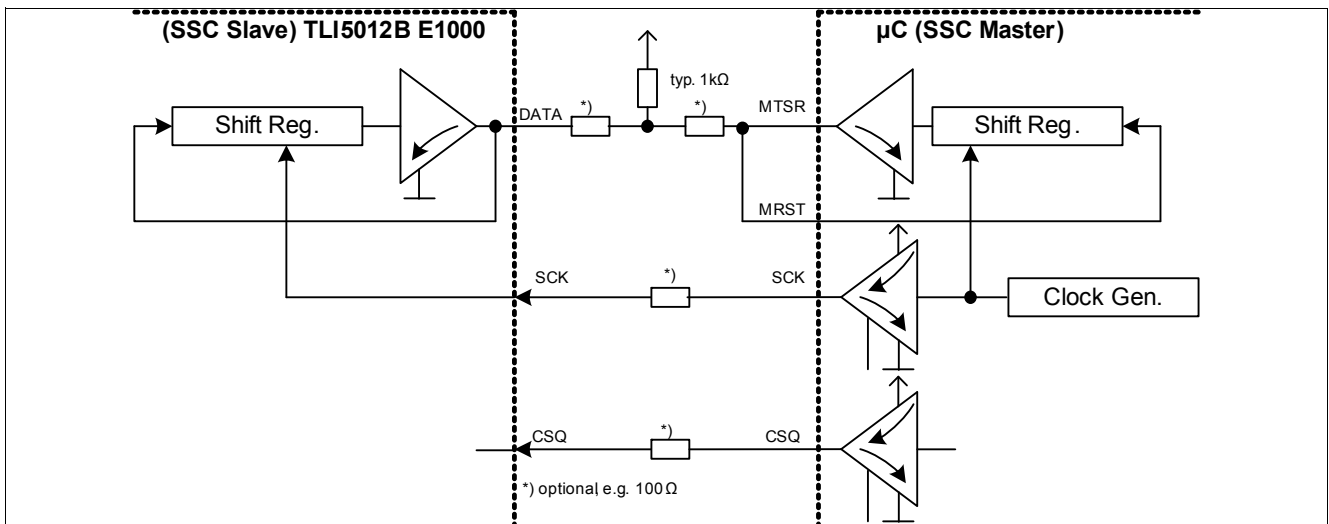 (SSC Slave) TLI5012B E1000
µC (SSC Master)
typ. 1kΩ
*)
*)
DATA
MTSR
Shift Reg.
Shift Reg.
MRST
SCK
*)
SCK
Clock Gen.
CSQ
*)
CSQ
*) optional, e.g. 100Ω